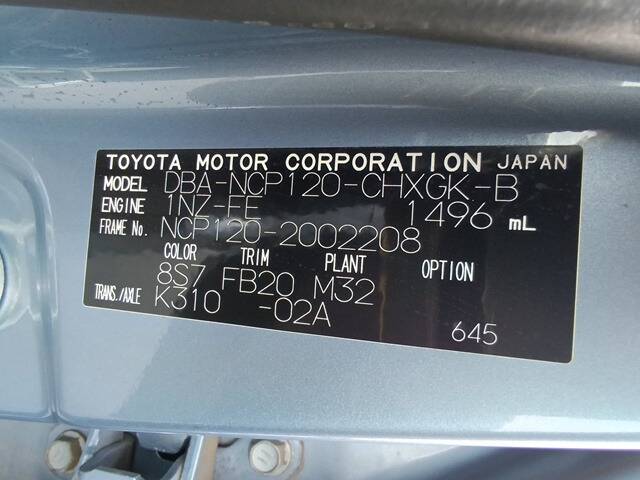 TOYOTA MOTOR CORPORATION JAPAN
MODEL DBA-NCP120-CHXGK-B
ENGINE 1NZ-FE 1496 mL
FRAME No. NCP120-2002208
COLOR TRIM PLANT OPTION
8S7 FB20 M32
TRANS./AXLE K310 -02A
645